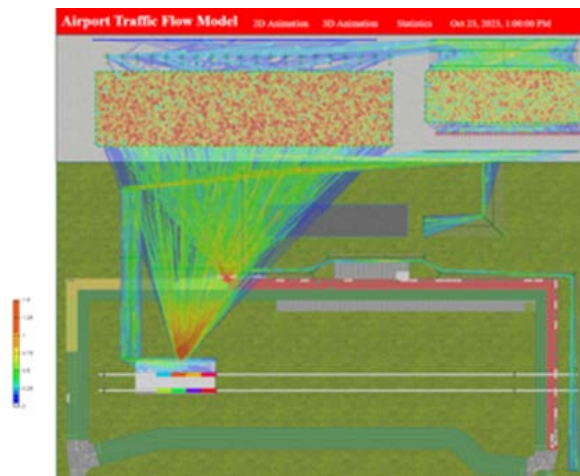 Airport Traffic Flow Model
2D Animation
3D Animation
Statistics
Oct 23, 2023, 1:00:00 PM